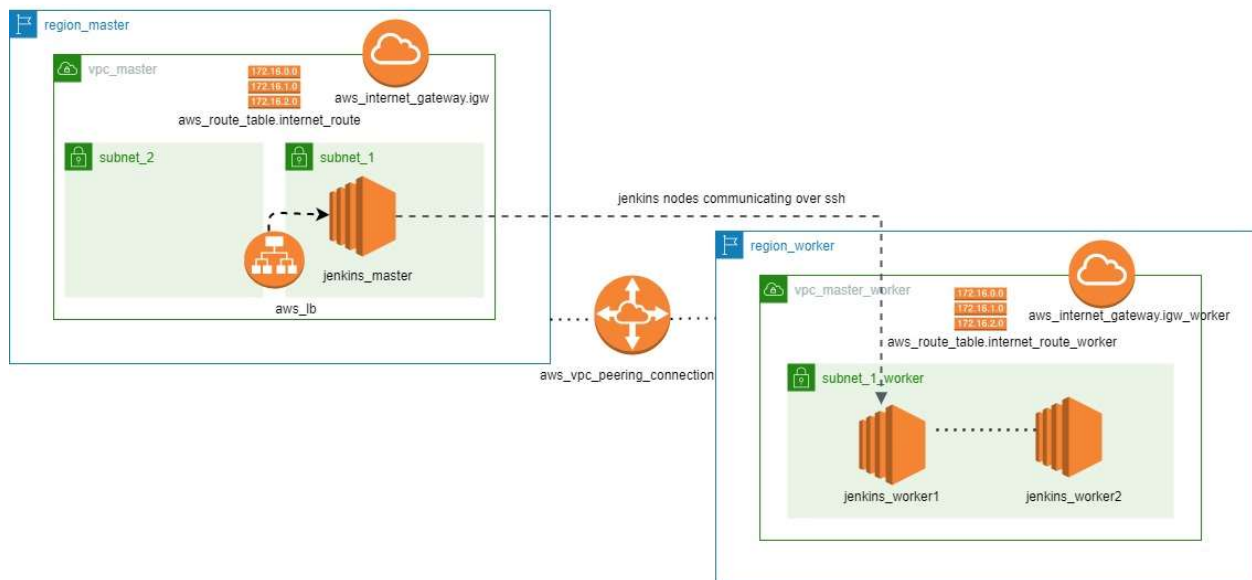 region_master
vpc_master
172.16.0.0
172.16.1.0
172.16.2.0
aws_internet_gateway.igw
aws_route_table.internet_route
subnet_2
subnet_1
jenkins_master
aws_lb
jenkins nodes communicating over ssh
aws_vpc_peering_connection
region_worker
vpc_master_worker
172.16.0.0
172.16.1.0
172.16.2.0
aws_internet_gateway.igw_worker
aws_route_table.internet_route_worker
subnet_1_worker
jenkins_worker1
jenkins_worker2